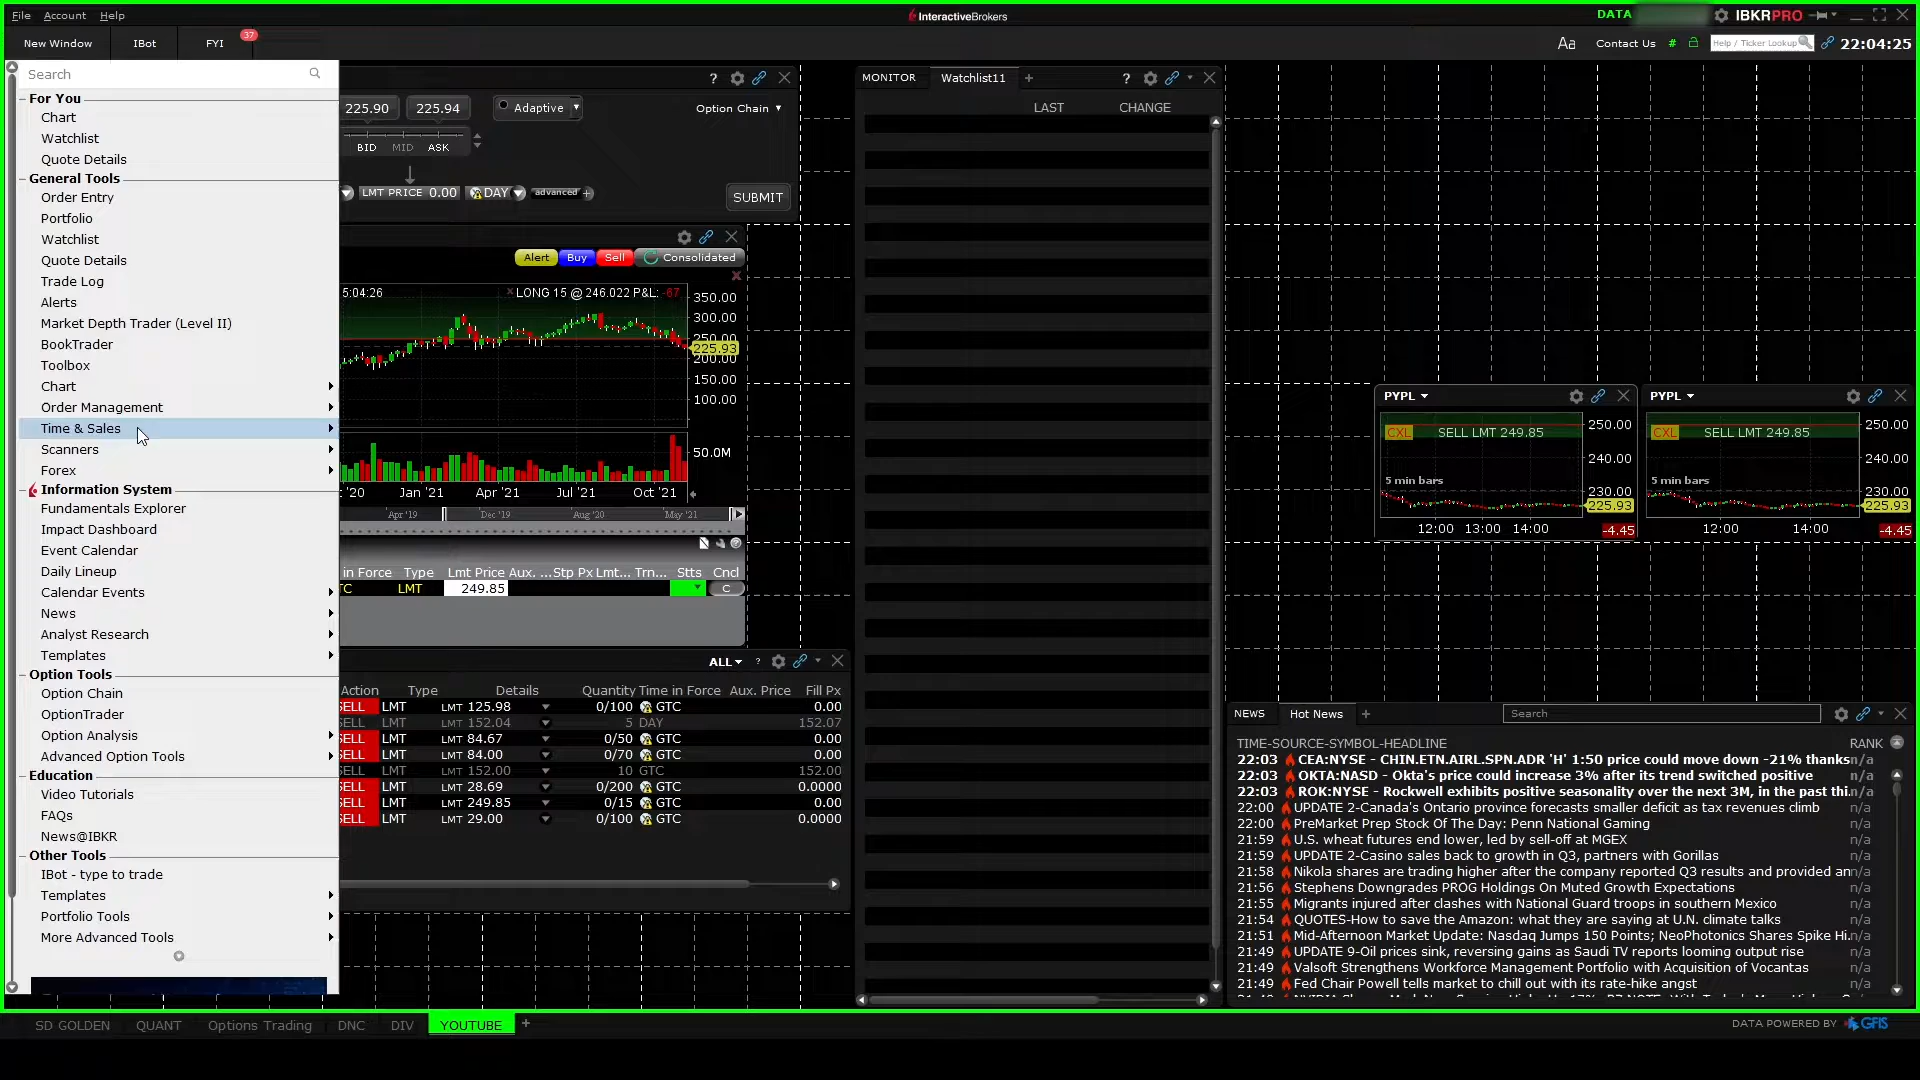 File Account Help
InteractiveBrokers
DATA IBKRPRO
New Window IBot FYI 37
Aa Contact Us # Help / Ticker Lookup 22:04:25
Search
For You
Chart
Watchlist
Quote Details
General Tools
Order Entry
Portfolio
Watchlist
Quote Details
Trade Log
Alerts
Market Depth Trader (Level II)
BookTrader
Toolbox
Chart
Order Management
Time & Sales
Scanners
Forex
Information System
Fundamentals Explorer
Impact Dashboard
Event Calendar
Daily Lineup
Calendar Events
News
Analyst Research
Templates
Option Tools
Option Chain
OptionTrader
Option Analysis
Advanced Option Tools
Education
Video Tutorials
FAQs
News@IBKR
Other Tools
IBot - type to trade
Templates
Portfolio Tools
More Advanced Tools
?
225.90 225.94 Adaptive Option Chain
BID MID ASK
LMT PRICE 0.00 DAY advanced + SUBMIT
Alert Buy Sell Consolidated
5:04:26 LONG 15 @ 246.022 P&L: -67
350.00
300.00
250.00
225.93
200.00
150.00
100.00
50.0M
'20 Jan '21 Apr '21 Jul '21 Oct '21
Apr '19 Dec '19 Aug '20 May '21
in Force Type Lmt Price Aux. ... Stp Px Lmt... Trn... Stts Cncl
TC LMT 249.85 C
ALL ?
Action Type Details Quantity Time in Force Aux. Price Fill Px
SELL LMT LMT 125.98 0/100 GTC 0.00
SELL LMT LMT 152.04 5 DAY 152.07
SELL LMT LMT 84.67 0/50 GTC 0.00
SELL LMT LMT 84.00 0/70 GTC 0.00
SELL LMT LMT 152.00 10 GTC 152.00
SELL LMT LMT 28.69 0/200 GTC 0.0000
SELL LMT LMT 249.85 0/15 GTC 0.00
SELL LMT LMT 29.00 0/100 GTC 0.0000
MONITOR Watchlist11 + ?
LAST CHANGE
PYPL
CXL SELL LMT 249.85
250.00
240.00
5 min bars
230.00
225.93
12:00 13:00 14:00 -4.45
PYPL
CXL SELL LMT 249.85
250.00
240.00
5 min bars
230.00
225.93
12:00 14:00 -4.45
NEWS Hot News + Search
TIME-SOURCE-SYMBOL-HEADLINE RANK
22:03 CEA:NYSE - CHIN.ETN.AIRL.SPN.ADR 'H' 1:50 price could move down -21% thanks n/a
22:03 OKTA:NASD - Okta's price could increase 3% after its trend switched positive n/a
22:03 ROK:NYSE - Rockwell exhibits positive seasonality over the next 3M, in the past thi... n/a
22:00 UPDATE 2-Canada's Ontario province forecasts smaller deficit as tax revenues climb n/a
22:00 PreMarket Prep Stock Of The Day: Penn National Gaming n/a
21:59 U.S. wheat futures end lower, led by sell-off at MGEX n/a
21:59 UPDATE 2-Casino sales back to growth in Q3, partners with Gorillas n/a
21:58 Nikola shares are trading higher after the company reported Q3 results and provided an n/a
21:56 Stephens Downgrades PROG Holdings On Muted Growth Expectations n/a
21:55 Migrants injured after clashes with National Guard troops in southern Mexico n/a
21:54 QUOTES-How to save the Amazon: what they are saying at U.N. climate talks n/a
21:51 Mid-Afternoon Market Update: Nasdaq Jumps 150 Points; NeoPhotonics Shares Spike Hi... n/a
21:49 UPDATE 9-Oil prices sink, reversing gains as Saudi TV reports looming output rise n/a
21:49 Valsoft Strengthens Workforce Management Portfolio with Acquisition of Vocantas n/a
21:49 Fed Chair Powell tells market to chill out with its rate-hike angst n/a
SD GOLDEN QUANT Options Trading DNC DIV YOUTUBE +
DATA POWERED BY GFIS